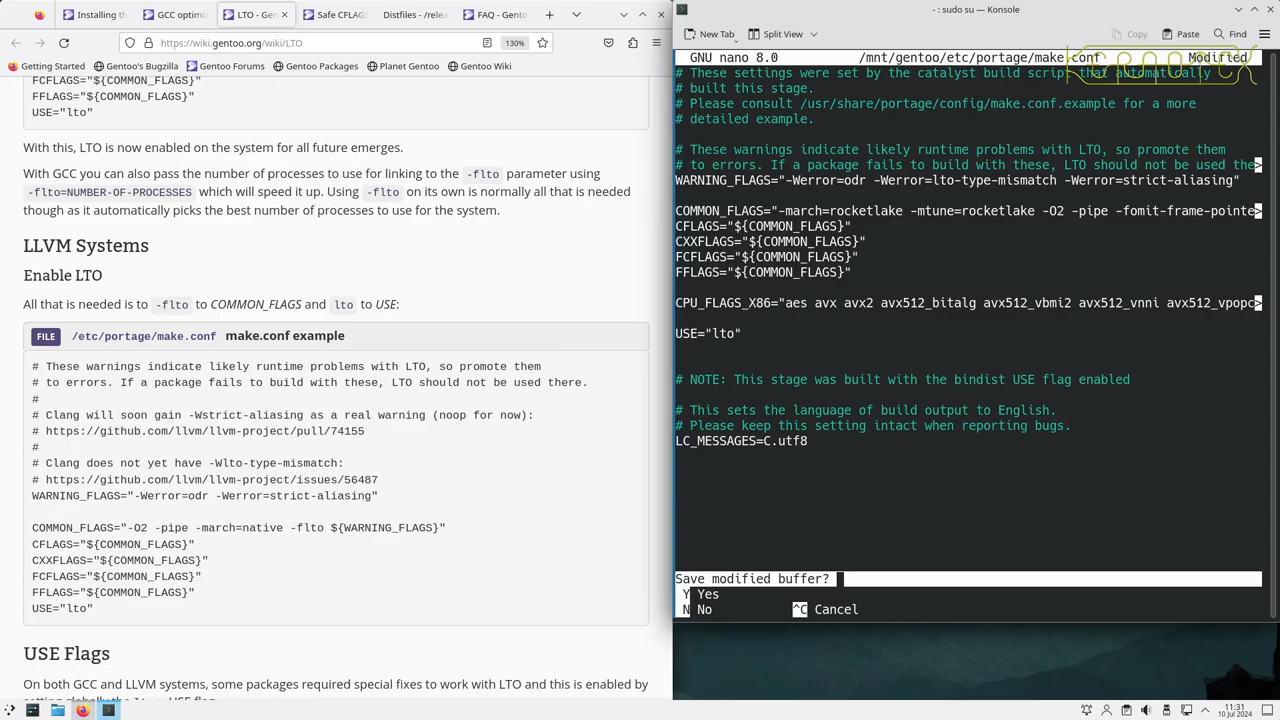 Installing the
GCC optimiz
LTO - Gen
Safe CFLAGS
Distfiles - /relea
FAQ - Gento
https://wiki.gentoo.org/wiki/LTO
130%
Getting Started
Gentoo's Bugzilla
Gentoo Forums
Gentoo Packages
Planet Gentoo
Gentoo Wiki
FCFLAGS="${COMMON_FLAGS}"
FFLAGS="${COMMON_FLAGS}"
USE="lto"
With this, LTO is now enabled on the system for all future emerges.
With GCC you can also pass the number of processes to use for linking to the -flto parameter using
-flto=NUMBER-OF-PROCESSES which will speed it up. Using -flto on its own is normally all that is needed
though as it automatically picks the best number of processes to use for the system.
LLVM Systems
Enable LTO
All that is needed is to -flto to COMMON_FLAGS and lto to USE:
FILE /etc/portage/make.conf make.conf example
# These warnings indicate likely runtime problems with LTO, so promote them
# to errors. If a package fails to build with these, LTO should not be used there.
#
# Clang will soon gain -Wstrict-aliasing as a real warning (noop for now):
# https://github.com/llvm/llvm-project/pull/74155
#
# Clang does not yet have -Wlto-type-mismatch:
# https://github.com/llvm/llvm-project/issues/56487
WARNING_FLAGS="-Werror=odr -Werror=strict-aliasing"
COMMON_FLAGS="-O2 -pipe -march=native -flto ${WARNING_FLAGS}"
CFLAGS="${COMMON_FLAGS}"
CXXFLAGS="${COMMON_FLAGS}"
FCFLAGS="${COMMON_FLAGS}"
FFLAGS="${COMMON_FLAGS}"
USE="lto"
USE Flags
On both GCC and LLVM systems, some packages required special fixes to work with LTO and this is enabled by
- : sudo su — Konsole
New Tab
Split View
Copy
Paste
Find
GNU nano 8.0 /mnt/gentoo/etc/portage/make.conf Modified
# These settings were set by the catalyst build script that automatically
# built this stage.
# Please consult /usr/share/portage/config/make.conf.example for a more
# detailed example.
# These warnings indicate likely runtime problems with LTO, so promote them
# to errors. If a package fails to build with these, LTO should not be used the>
WARNING_FLAGS="-Werror=odr -Werror=lto-type-mismatch -Werror=strict-aliasing"
COMMON_FLAGS="-march=rocketlake -mtune=rocketlake -O2 -pipe -fomit-frame-pointe>
CFLAGS="${COMMON_FLAGS}"
CXXFLAGS="${COMMON_FLAGS}"
FCFLAGS="${COMMON_FLAGS}"
FFLAGS="${COMMON_FLAGS}"
CPU_FLAGS_X86="aes avx avx2 avx512_bitalg avx512_vbmi2 avx512_vnni avx512_vpopc>
USE="lto"
# NOTE: This stage was built with the bindist USE flag enabled
# This sets the language of build output to English.
# Please keep this setting intact when reporting bugs.
LC_MESSAGES=C.utf8
Save modified buffer?
Y Yes
N No ^C Cancel
11:31
10 Jul 2024